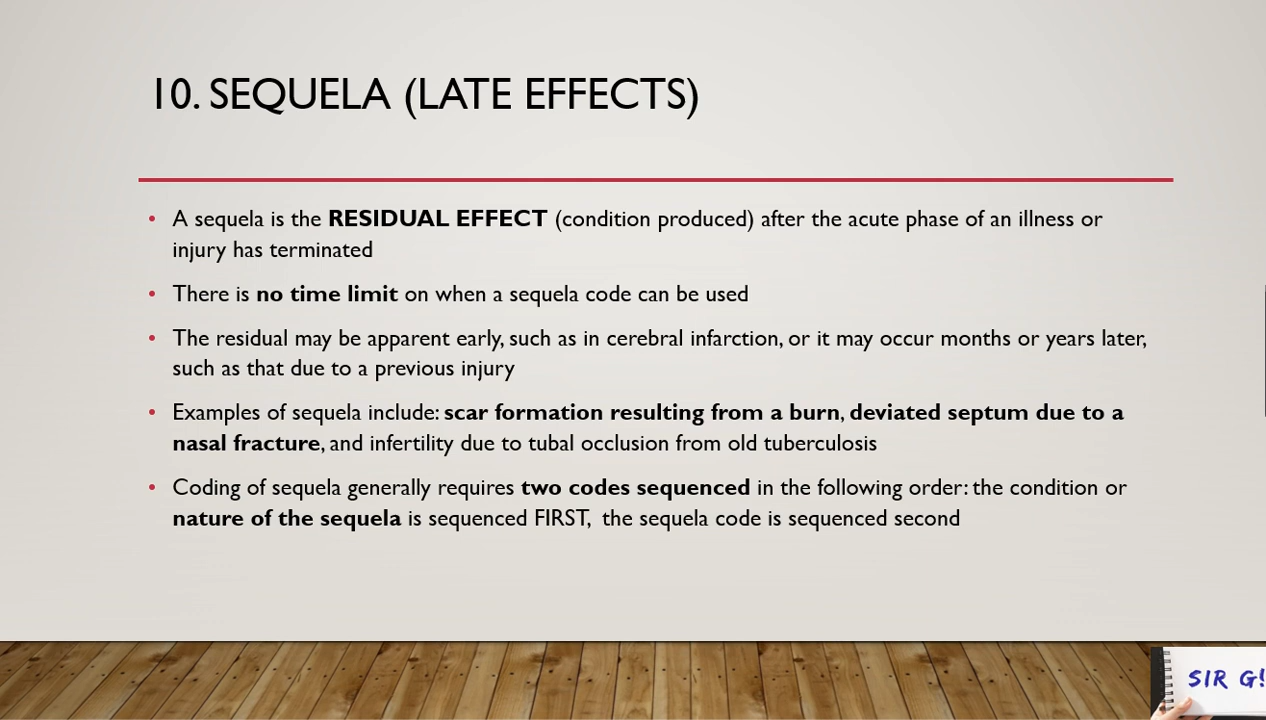 10. SEQUELA (LATE EFFECTS)
• A sequela is the RESIDUAL EFFECT (condition produced) after the acute phase of an illness or
injury has terminated
• There is no time limit on when a sequela code can be used
• The residual may be apparent early, such as in cerebral infarction, or it may occur months or years later,
such as that due to a previous injury
• Examples of sequela include: scar formation resulting from a burn, deviated septum due to a
nasal fracture, and infertility due to tubal occlusion from old tuberculosis
• Coding of sequela generally requires two codes sequenced in the following order: the condition or
nature of the sequela is sequenced FIRST,  the sequela code is sequenced second
SIR G!